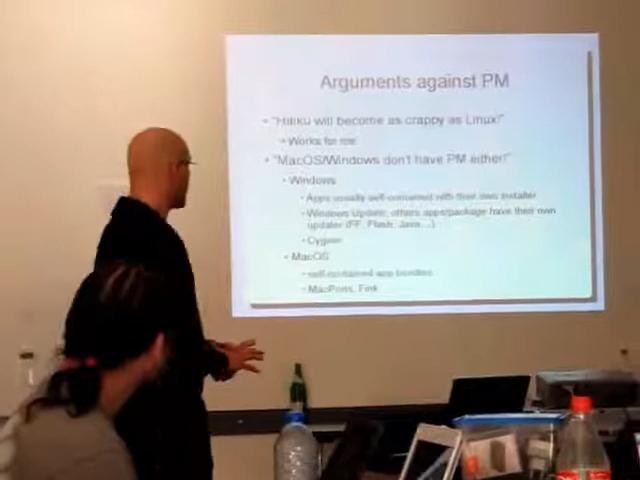 Arguments against PM
• "Haiku will become as crappy as Linux!"
• Works for me
• "MacOS/Windows don't have PM either!"
• Windows
• Apps usually self-contained with their own installer
• Windows Update, others apps/package have their own
updater (FF, Flash, Java...)
• Cygwin
• MacOS
• self-contained app bundles
• MacPorts, Fink